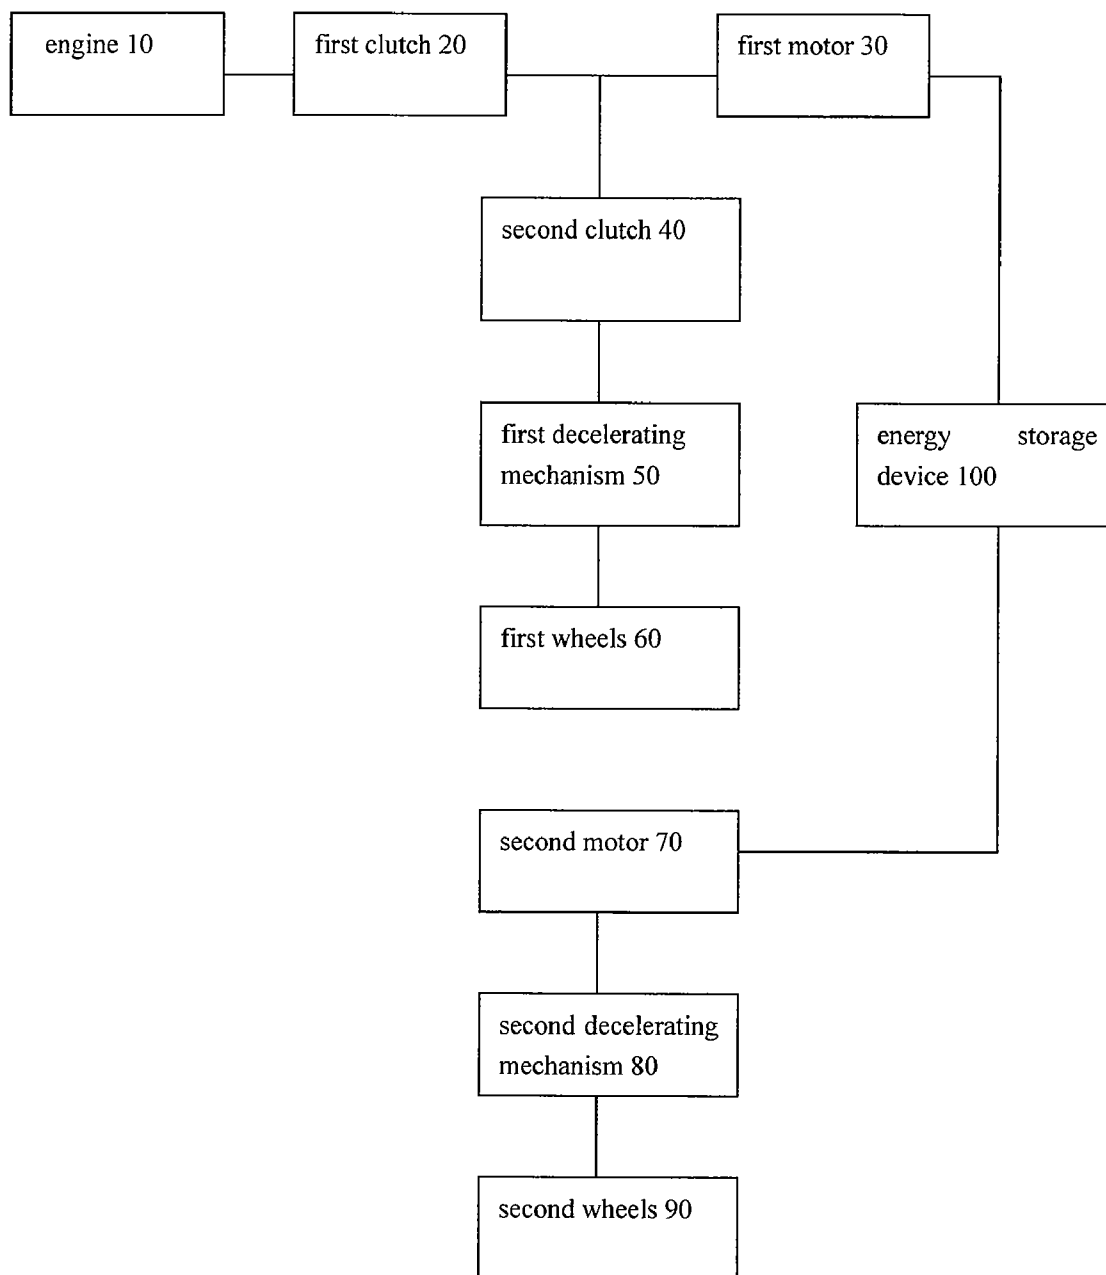 engine 10
first clutch 20
first motor 30
second clutch 40
first decelerating
mechanism 50
energy storage
device 100
first wheels 60
second motor 70
second decelerating
mechanism 80
second wheels 90